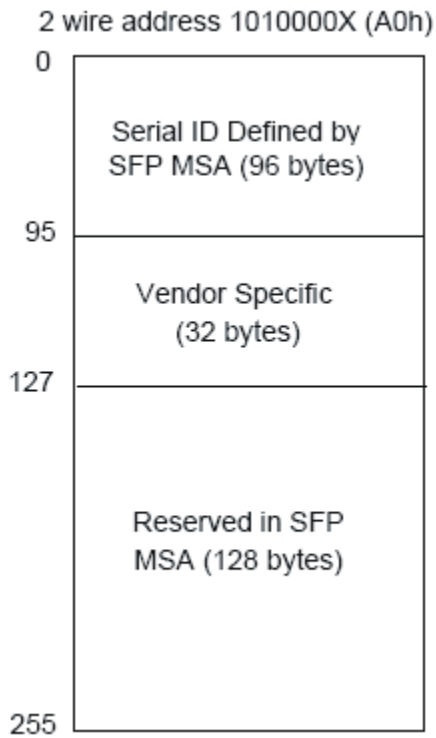 2 wire address 1010000X (A0h)
0
Serial ID Defined by
SFP MSA (96 bytes)
95
Vendor Specific
(32 bytes)
127
Reserved in SFP
MSA (128 bytes)
255